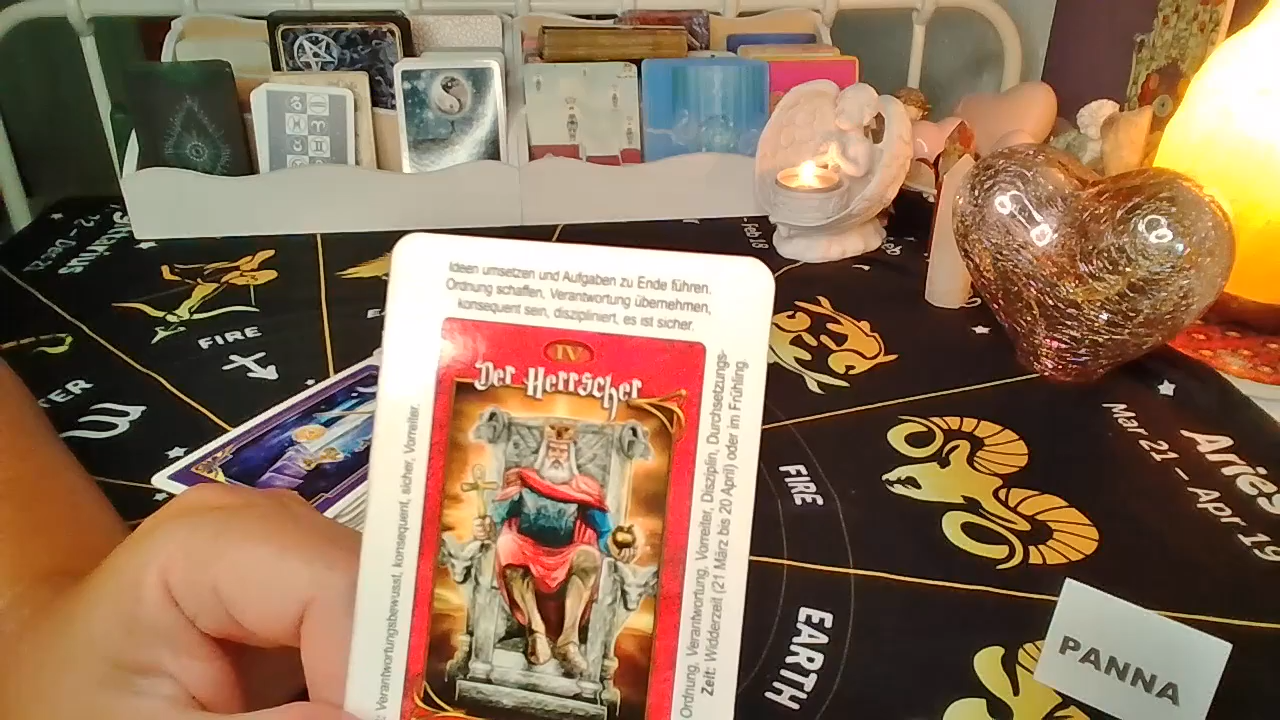 Ideen umsetzen und Aufgaben zu Ende führen.
Ordnung schaffen, Verantwortung übernehmen,
konsequent sein, diszipliniert, es ist sicher.
IV
Der Herrscher
Verantwortungsbewusst, konsequent, sicher, Vorreiter.
Ordnung, Verantwortung, Vorreiter, Disziplin, Durchsetzungs-
Zeit: Widderzeit (21 März bis 20 April) oder im Frühling.
FIRE
FIRE
EARTH
Aries
Mar 21 – Apr 19
PANNA